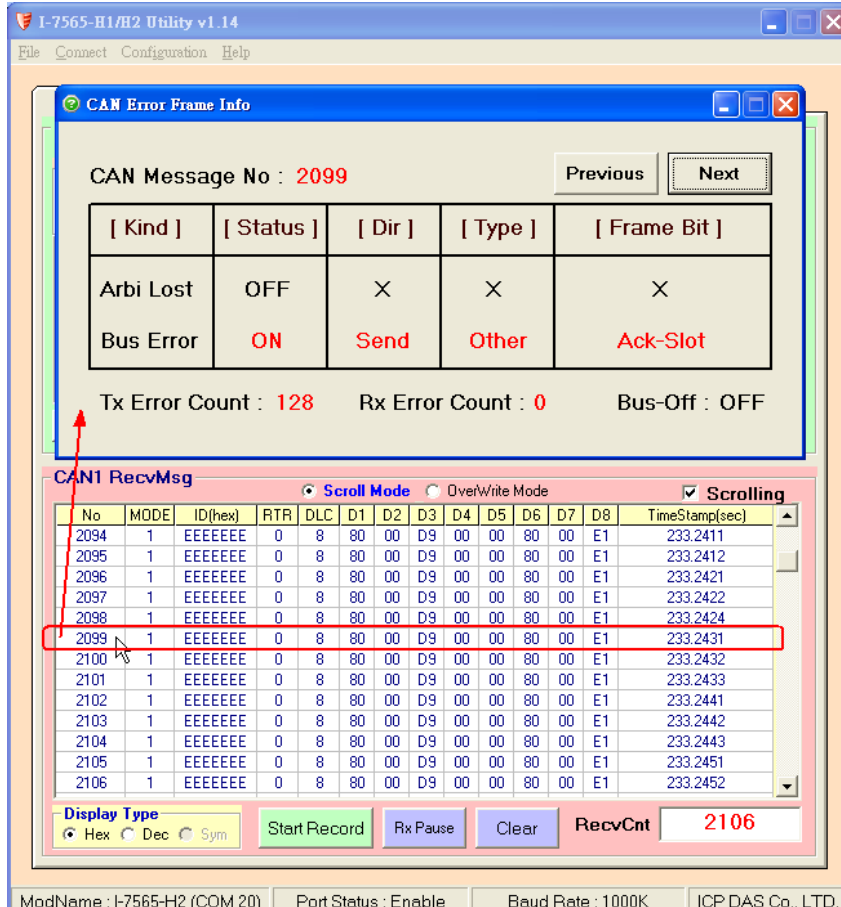 I-7565-H1/H2 Utility v1.14
File Connect Configuration Help
CAN Error Frame Info
CAN Message No : 2099 Previous Next
[ Kind ] [ Status ] [ Dir ] [ Type ] [ Frame Bit ]
Arbi Lost OFF X X X
Bus Error ON Send Other Ack-Slot
Tx Error Count : 128 Rx Error Count : 0 Bus-Off : OFF
CAN1 RecvMsg
Scroll Mode OverWrite Mode Scrolling
No MODE ID(hex) RTR DLC D1 D2 D3 D4 D5 D6 D7 D8 TimeStamp(sec)
2094 1 EEEEEEE 0 8 80 00 D9 00 00 80 00 E1 233.2411
2095 1 EEEEEEE 0 8 80 00 D9 00 00 80 00 E1 233.2412
2096 1 EEEEEEE 0 8 80 00 D9 00 00 80 00 E1 233.2421
2097 1 EEEEEEE 0 8 80 00 D9 00 00 80 00 E1 233.2422
2098 1 EEEEEEE 0 8 80 00 D9 00 00 80 00 E1 233.2424
2099 1 EEEEEEE 0 8 80 00 D9 00 00 80 00 E1 233.2431
2100 1 EEEEEEE 0 8 80 00 D9 00 00 80 00 E1 233.2432
2101 1 EEEEEEE 0 8 80 00 D9 00 00 80 00 E1 233.2433
2102 1 EEEEEEE 0 8 80 00 D9 00 00 80 00 E1 233.2441
2103 1 EEEEEEE 0 8 80 00 D9 00 00 80 00 E1 233.2442
2104 1 EEEEEEE 0 8 80 00 D9 00 00 80 00 E1 233.2443
2105 1 EEEEEEE 0 8 80 00 D9 00 00 80 00 E1 233.2451
2106 1 EEEEEEE 0 8 80 00 D9 00 00 80 00 E1 233.2452
Display Type
Hex Dec Sym Start Record Rx Pause Clear RecvCnt 2106
ModName : I-7565-H2 (COM 20) Port Status : Enable Baud Rate : 1000K ICP DAS Co., LTD.